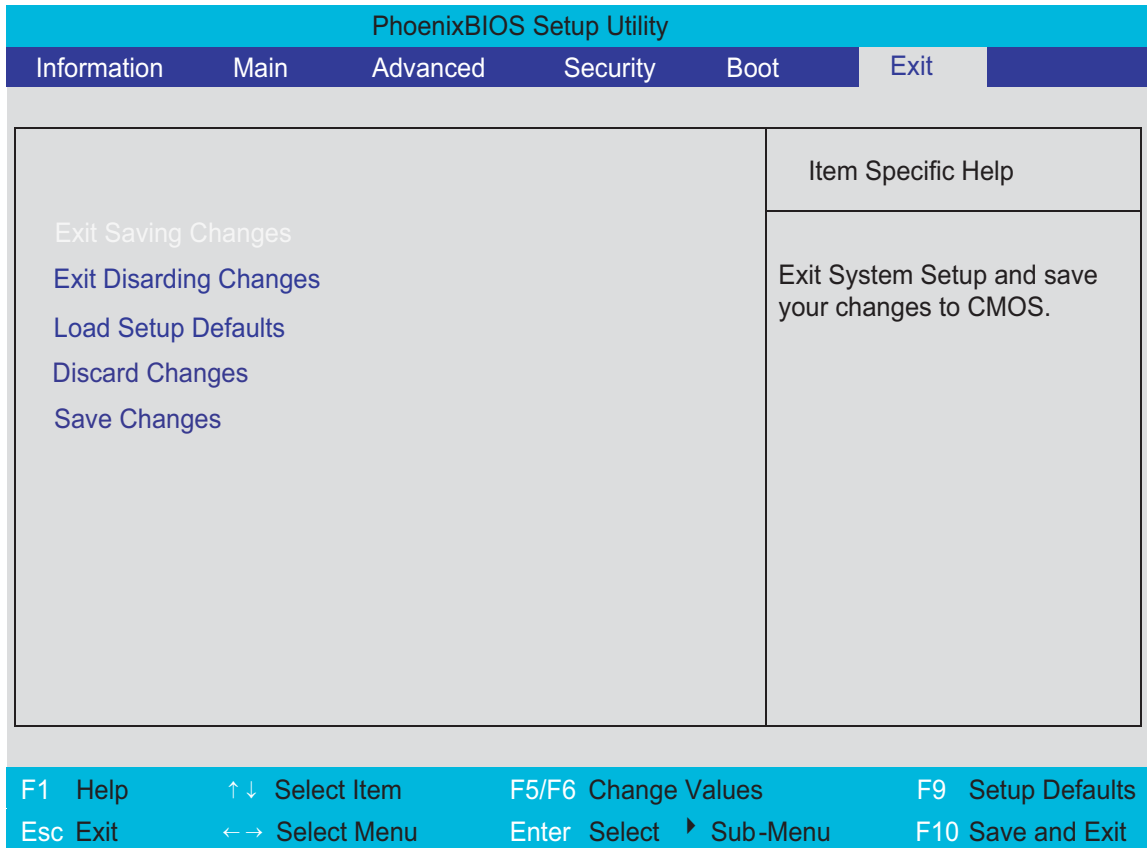 PhoenixBIOS Setup Utility
Information Main Advanced Security Boot Exit
Item Specific Help
Exit Saving Changes
Exit Disarding Changes
Load Setup Defaults
Discard Changes
Save Changes
Exit System Setup and save
your changes to CMOS.
F1 Help ↑↓ Select Item F5/F6 Change Values F9 Setup Defaults
Esc Exit ←→ Select Menu Enter Select ▶ Sub-Menu F10 Save and Exit